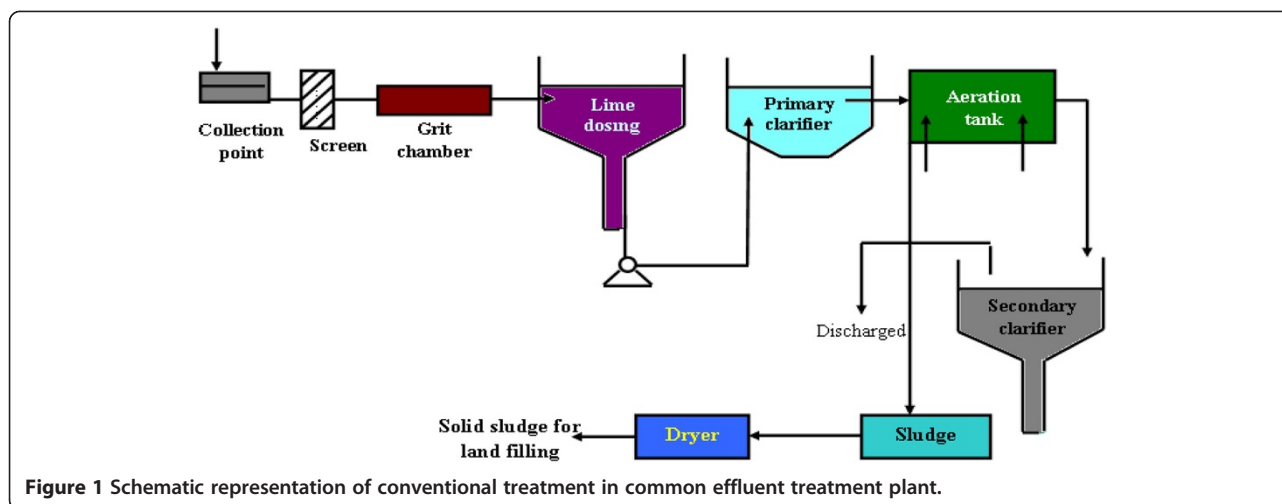 Collection
point
Screen
Grit
chamber
Lime
dosing
Primary
clarifier
Aeration
tank
Secondary
clarifier
Discharged
Sludge
Dryer
Solid sludge for
land filling
Figure 1 Schematic representation of conventional treatment in common effluent treatment plant.